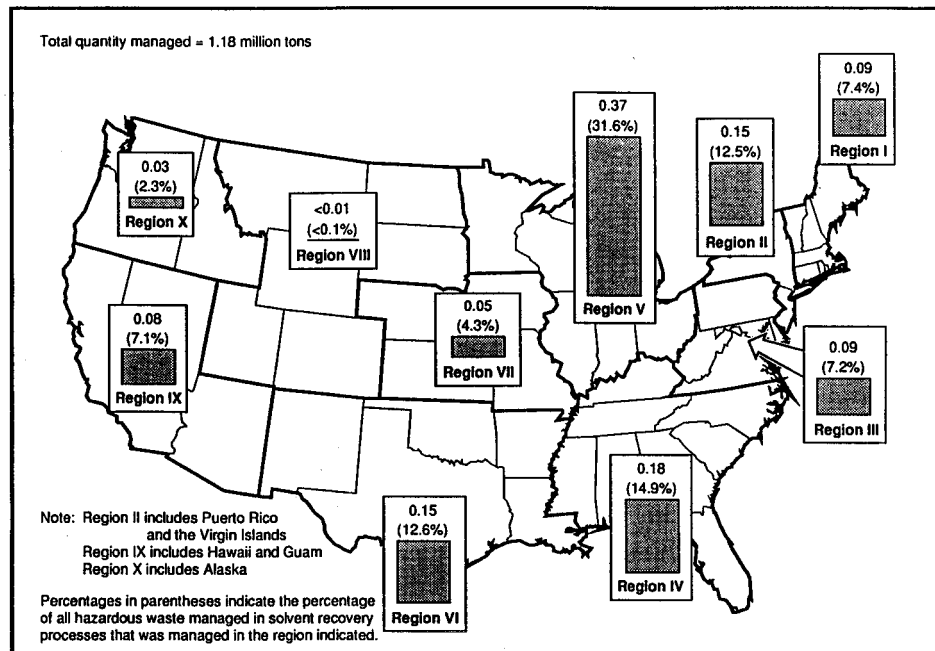 Total quantity managed = 1.18 million tons
0.09
(7.4%)
Region I
0.37
(31.6%)
Region V
0.15
(12.5%)
Region II
0.03
(2.3%)
Region X
<0.01
(<0.1%)
Region VIII
0.05
(4.3%)
Region VII
0.08
(7.1%)
Region IX
0.09
(7.2%)
Region III
0.18
(14.9%)
Region IV
0.15
(12.6%)
Region VI
Note: Region II includes Puerto Rico
and the Virgin Islands
Region IX includes Hawaii and Guam
Region X includes Alaska
Percentages in parentheses indicate the percentage
of all hazardous waste managed in solvent recovery
processes that was managed in the region indicated.